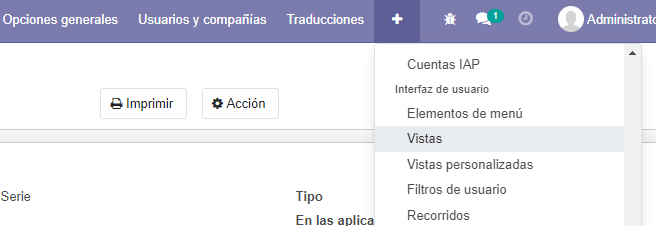 Opciones generales Usuarios y compañías Traducciones + 1 Administrato
Cuentas IAP
Interfaz de usuario
Imprimir Acción
Elementos de menú
Vistas
Vistas personalizadas
Filtros de usuario
Serie Tipo
Recorridos
En las aplica